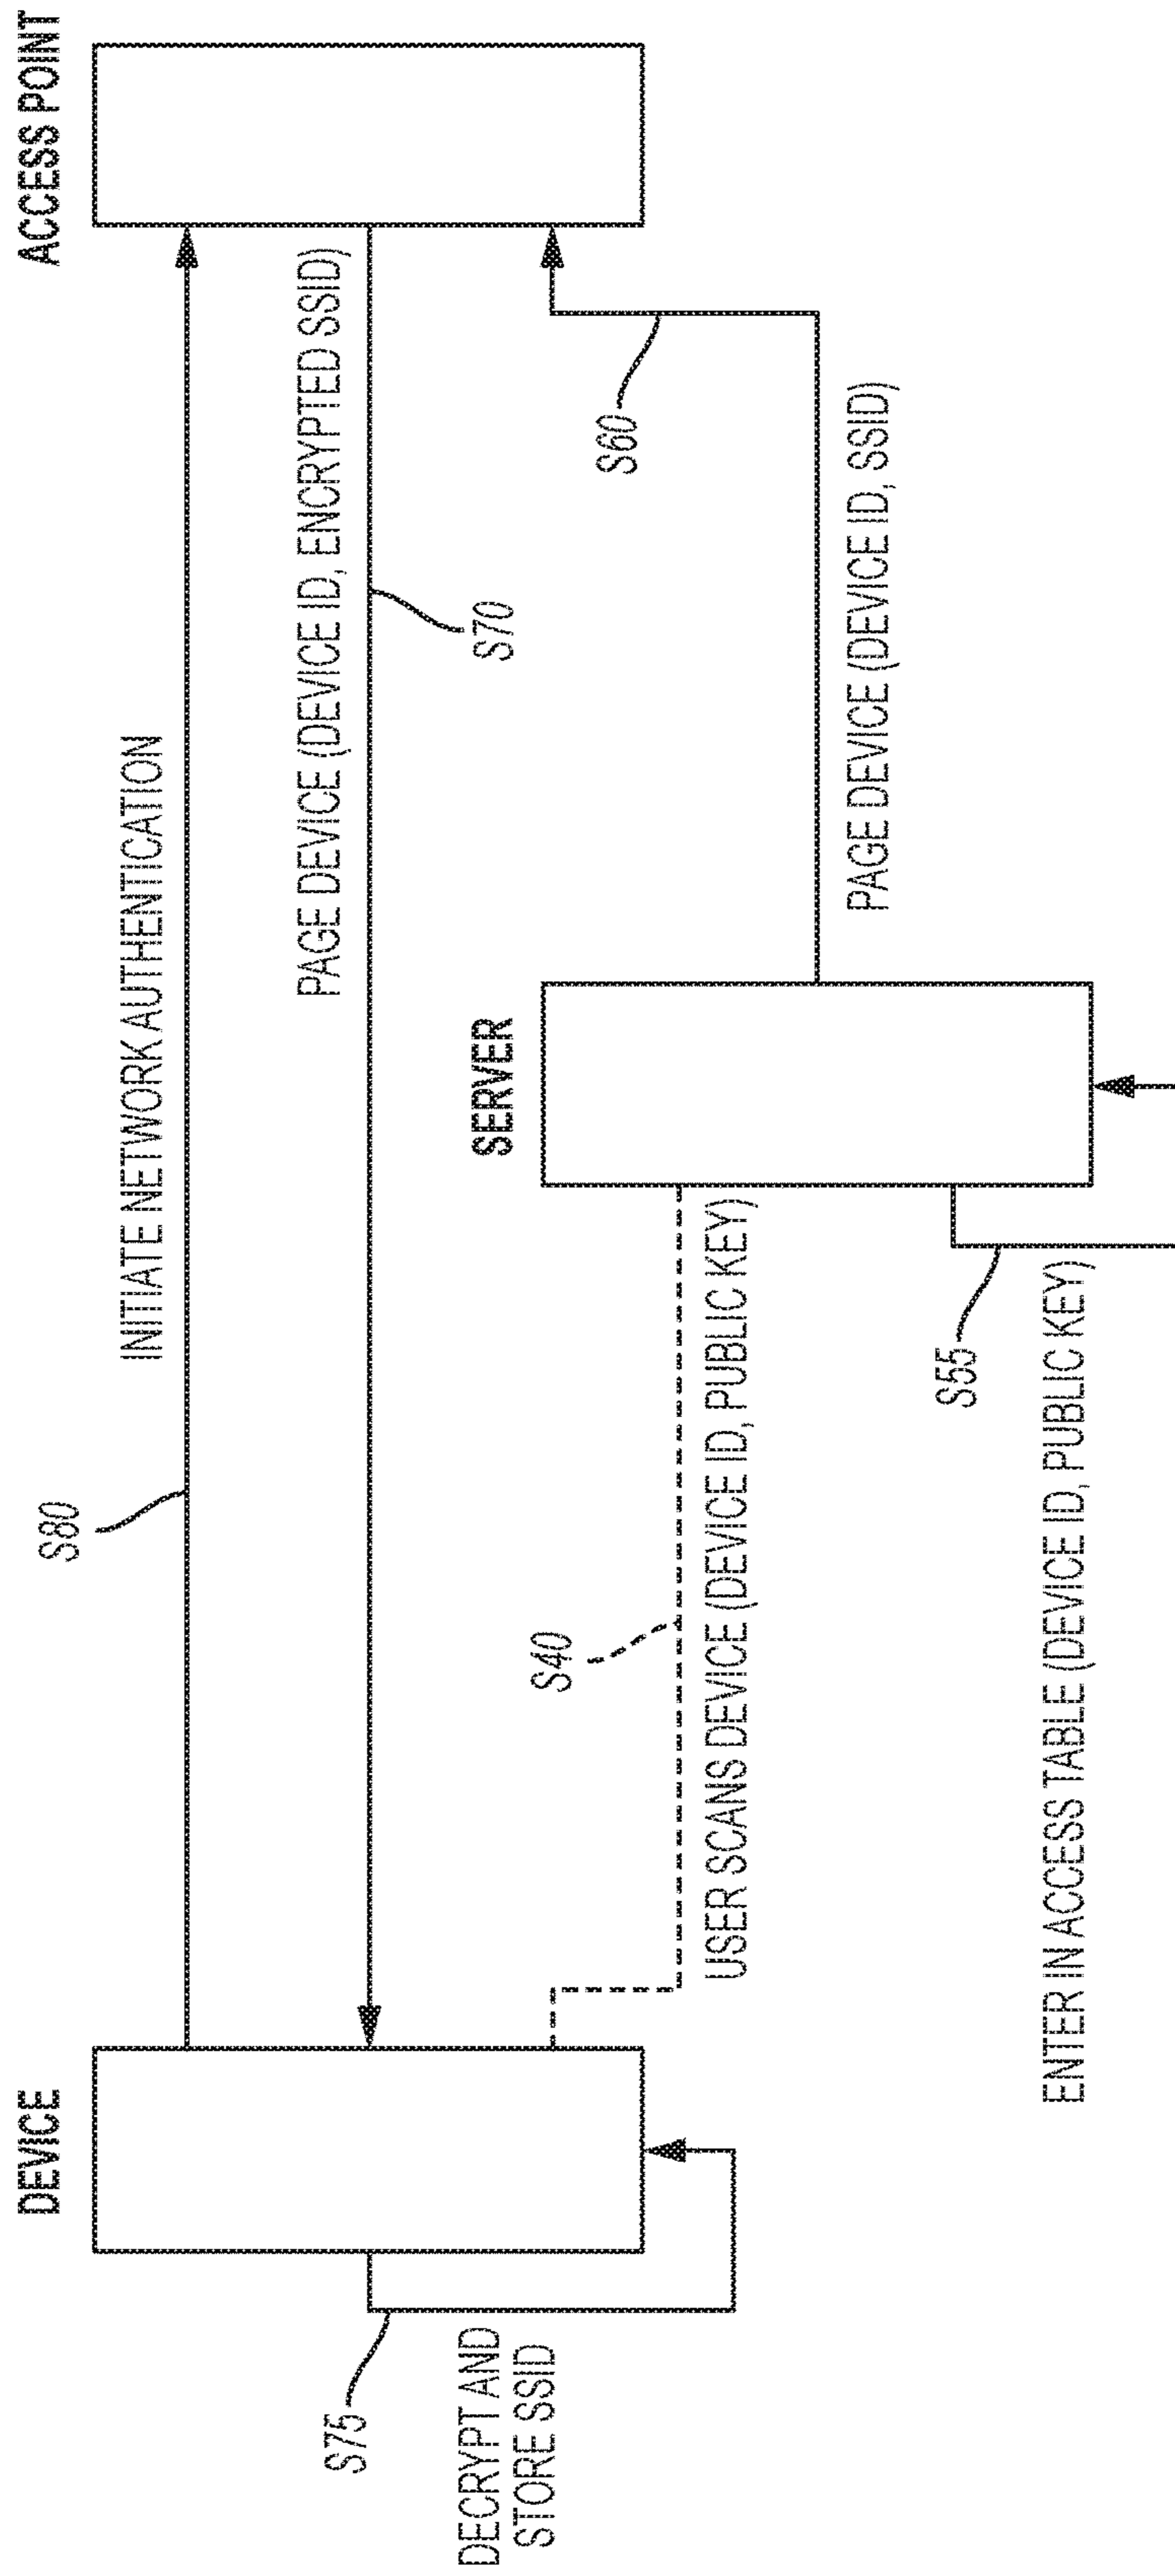 DEVICE
ACCESS POINT
S80
INITIATE NETWORK AUTHENTICATION
PAGE DEVICE (DEVICE ID, ENCRYPTED SSID)
S70
S75
DECRYPT AND
STORE SSID
SERVER
S40
USER SCANS DEVICE (DEVICE ID, PUBLIC KEY)
S60
PAGE DEVICE (DEVICE ID, SSID)
S55
ENTER IN ACCESS TABLE (DEVICE ID, PUBLIC KEY)